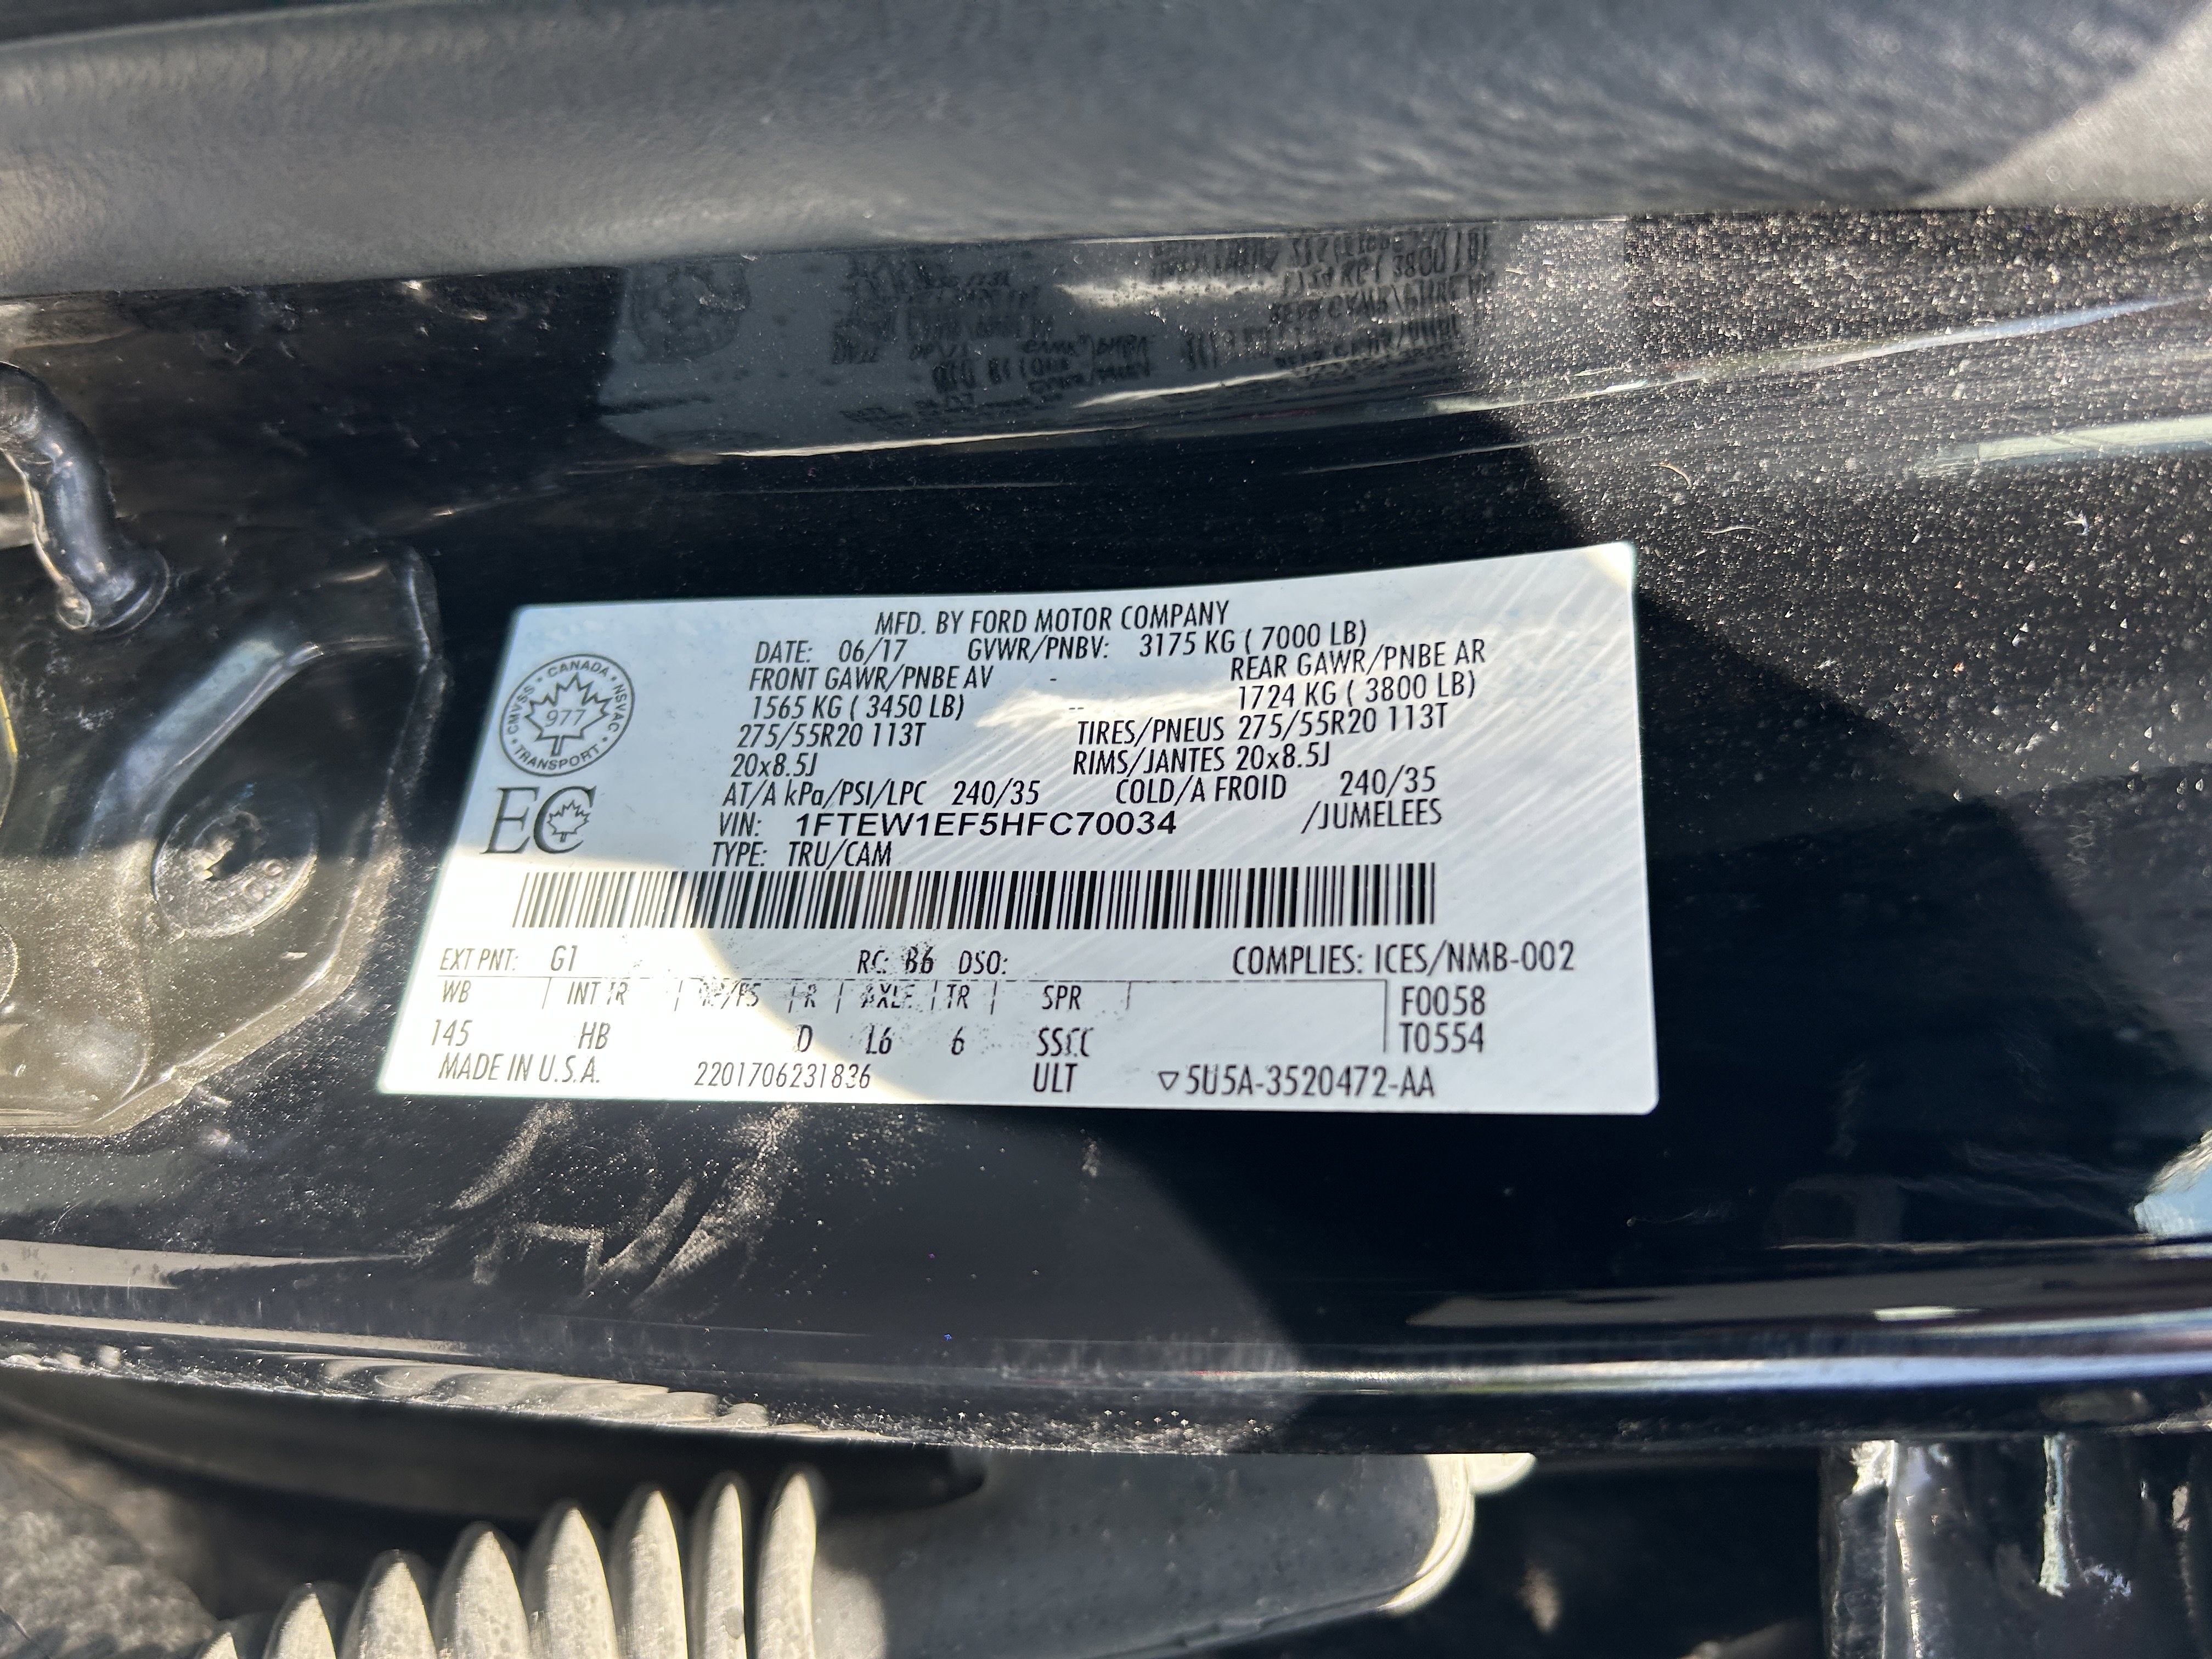 MFD. BY FORD MOTOR COMPANY
DATE: 06/17 GVWR/PNBV: 3175 KG ( 7000 LB)
FRONT GAWR/PNBE AV - REAR GAWR/PNBE AR
1565 KG ( 3450 LB) -- 1724 KG ( 3800 LB)
275/55R20 113T TIRES/PNEUS 275/55R20 113T
20x8.5J RIMS/JANTES 20x8.5J
AT/A kPa/PSI/LPC 240/35 COLD/A FROID 240/35
VIN: 1FTEW1EF5HFC70034 /JUMELEES
TYPE: TRU/CAM
CANADA
CMVSS
NSVAC
977
TRANSPORT
EC
EXT PNT: G1 RC: B6 DSO: COMPLIES: ICES/NMB-002
WB INT TR R AXLE TR SPR F0058
145 HB D L6 6 SSCC T0554
MADE IN U.S.A. 2201706231836 ULT 5U5A-3520472-AA